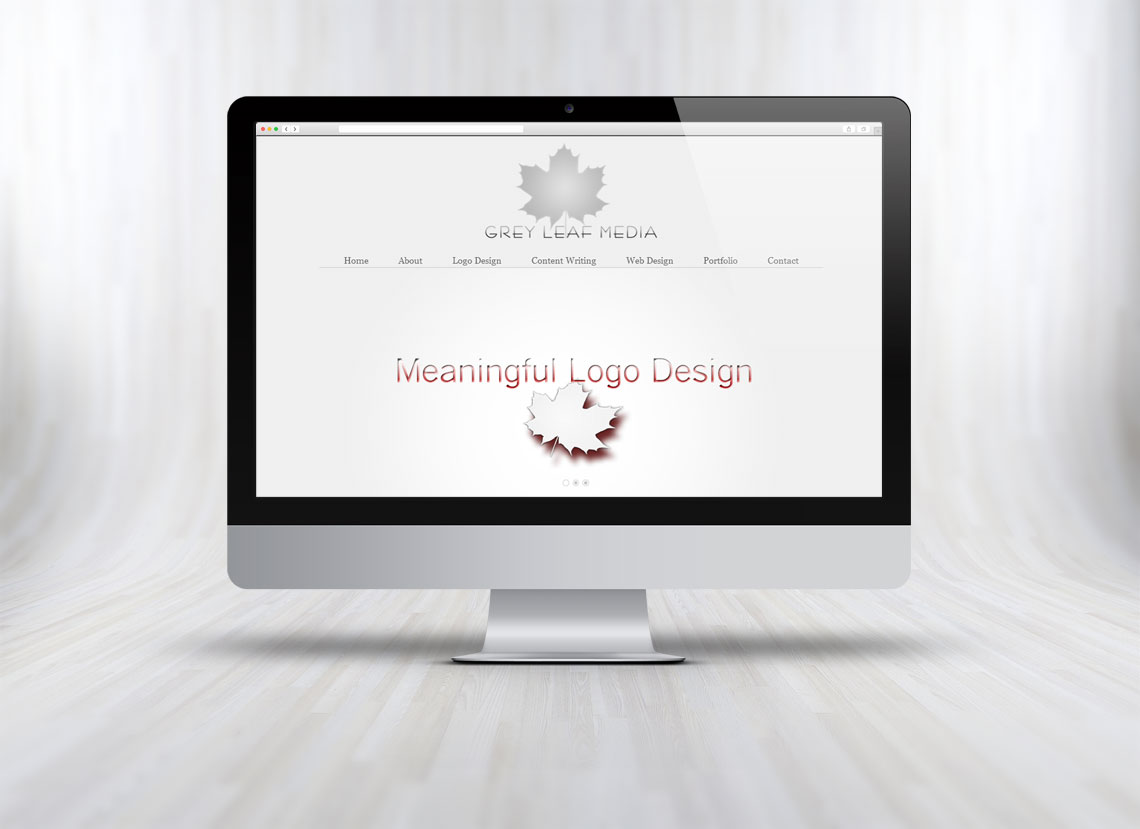 GREY LEAF MEDIA
Home About Logo Design Content Writing Web Design Portfolio Contact
Meaningful Logo Design